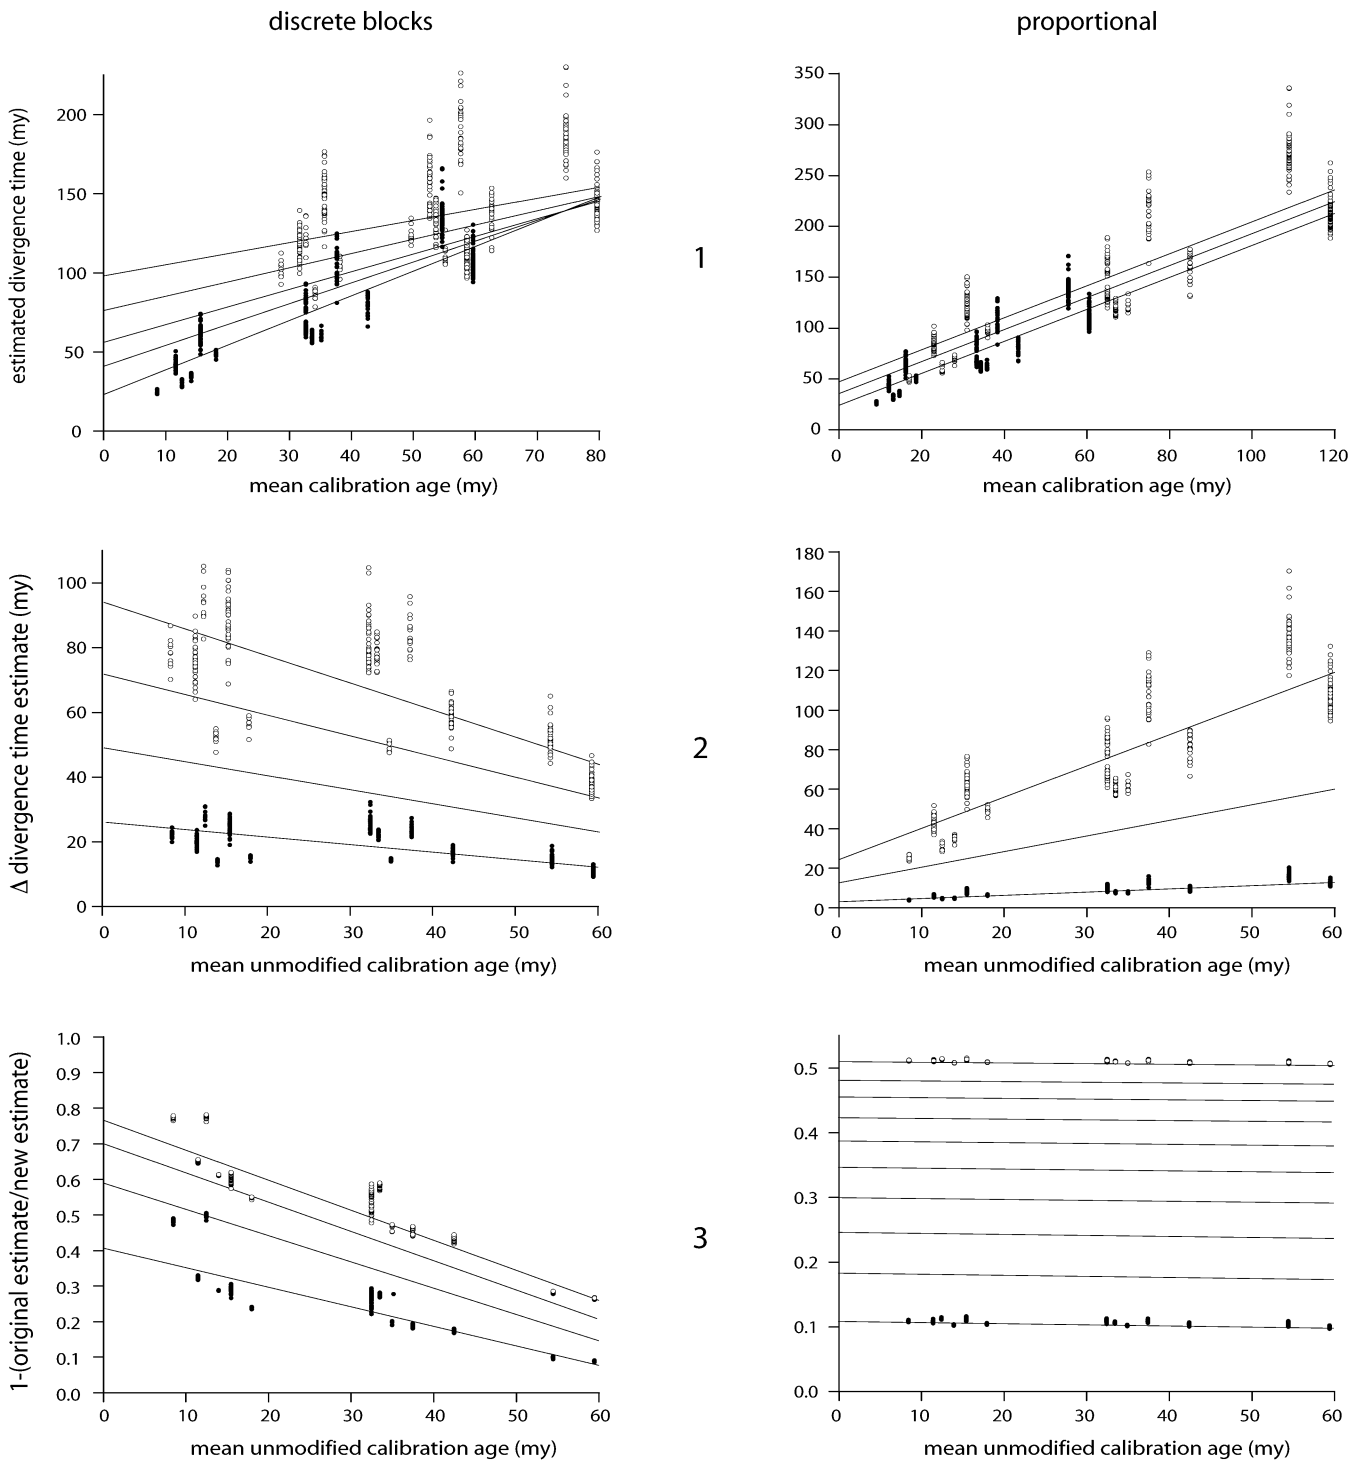 discrete blocks
proportional
estimated divergence time (my)
200
150
100
50
0
0 10 20 30 40 50 60 70 80
mean calibration age (my)
1
350
300
250
200
150
100
50
0
0 20 40 60 80 100 120
mean calibration age (my)
Δ divergence time estimate (my)
100
80
60
40
20
0
0 10 20 30 40 50 60
mean unmodified calibration age (my)
2
180
160
140
120
100
80
60
40
20
0
0 10 20 30 40 50 60
mean unmodified calibration age (my)
1-(original estimate/new estimate)
1.0
0.9
0.8
0.7
0.6
0.5
0.4
0.3
0.2
0.1
0.0
0 10 20 30 40 50 60
mean unmodified calibration age (my)
3
0.5
0.4
0.3
0.2
0.1
0.0
0 10 20 30 40 50 60
mean unmodified calibration age (my)